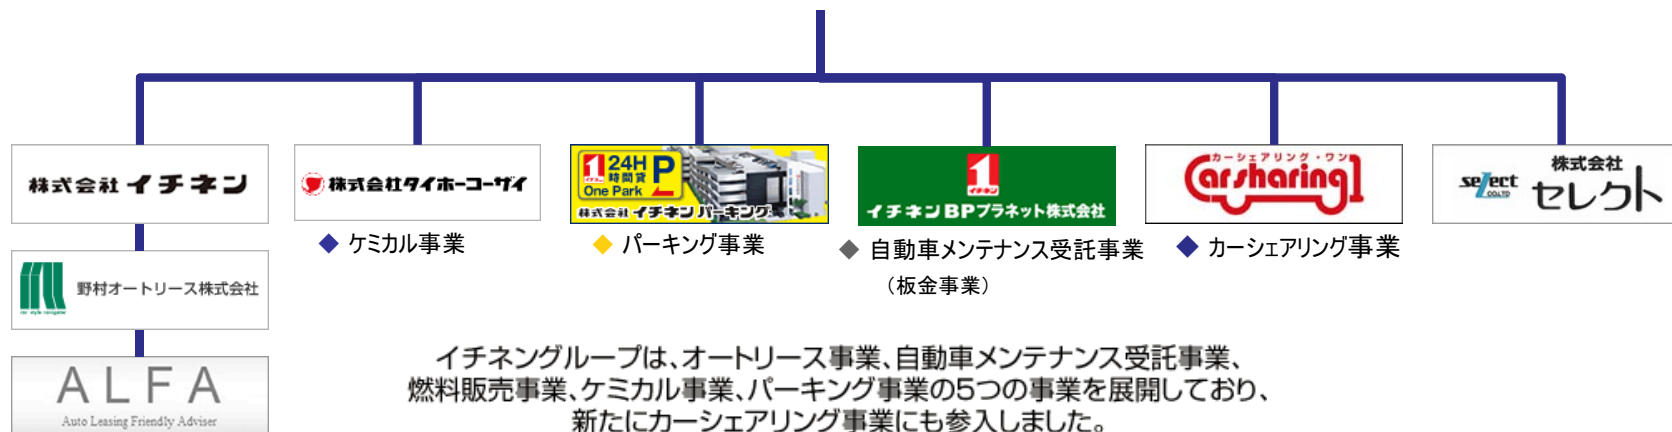 株式会社 イチネン
株式会社タイホーコーザイ
1 イチネン 24H 時間貸 P
One Park
株式会社 イチネン パーキング
1
イチネン
イチネンBPプラネット株式会社
カーシェアリング・ワン
Carsharing1
select CO.,LTD
株式会社
セレクト
◆ ケミカル事業
◆ パーキング事業
◆ 自動車メンテナンス受託事業
（板金事業）
◆ カーシェアリング事業
野村オートリース株式会社
car style navigator
ALFA
Auto Leasing Friendly Adviser
イチネングループは、オートリース事業、自動車メンテナンス受託事業、
燃料販売事業、ケミカル事業、パーキング事業の5つの事業を展開しており、
新たにカーシェアリング事業にも参入しました。